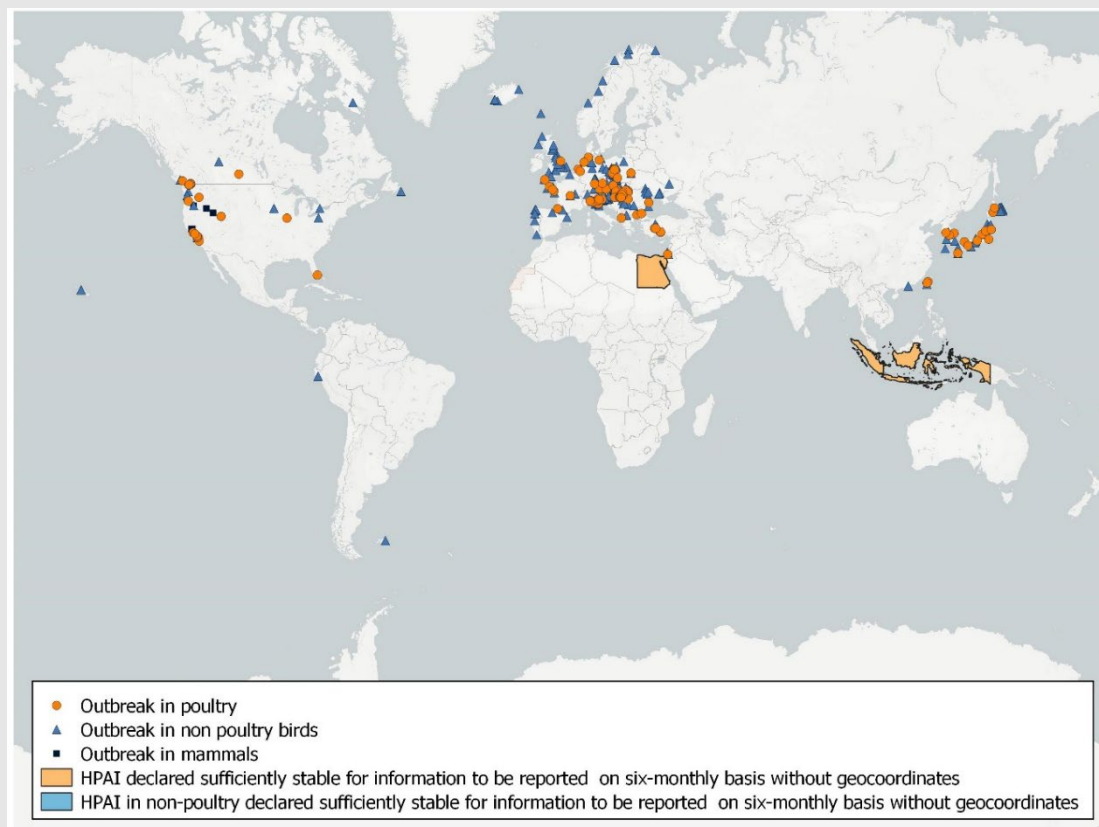 Outbreak in poultry
Outbreak in non poultry birds
Outbreak in mammals
HPAI declared sufficiently stable for information to be reported on six-monthly basis without geocoordinates
HPAI in non-poultry declared sufficiently stable for information to be reported on six-monthly basis without geocoordinates